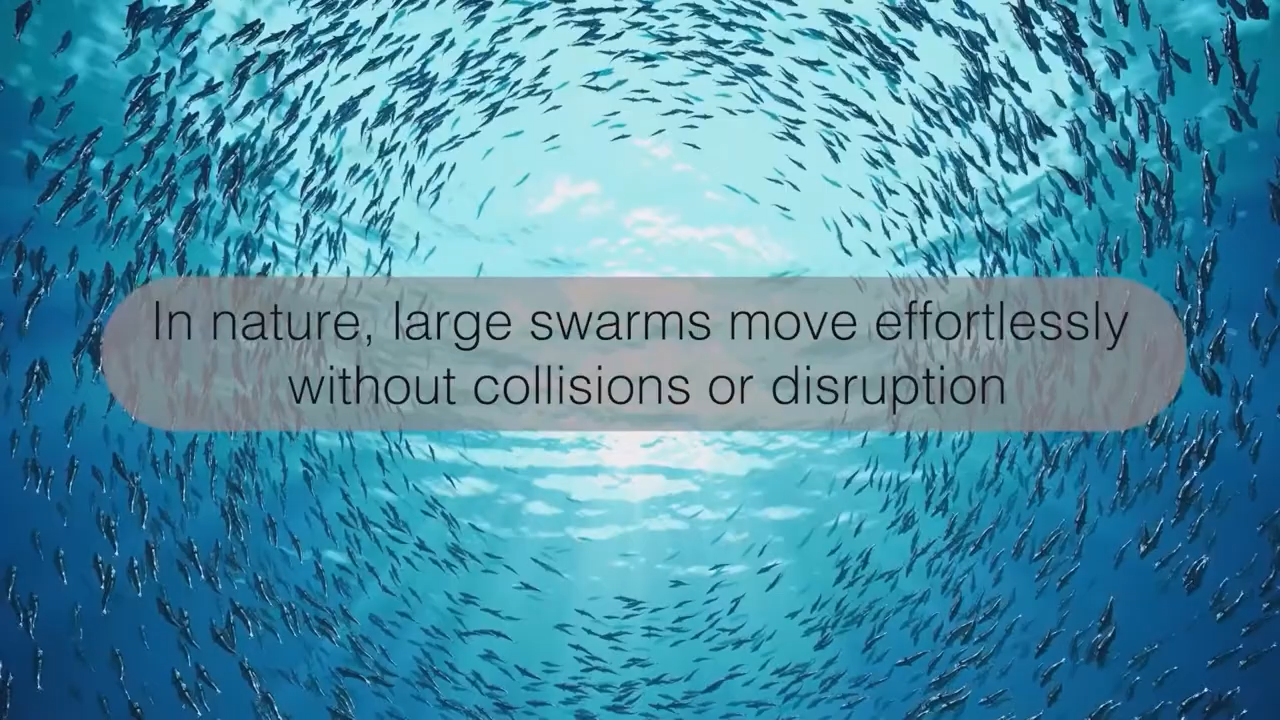 In nature, large swarms move effortlessly
without collisions or disruption